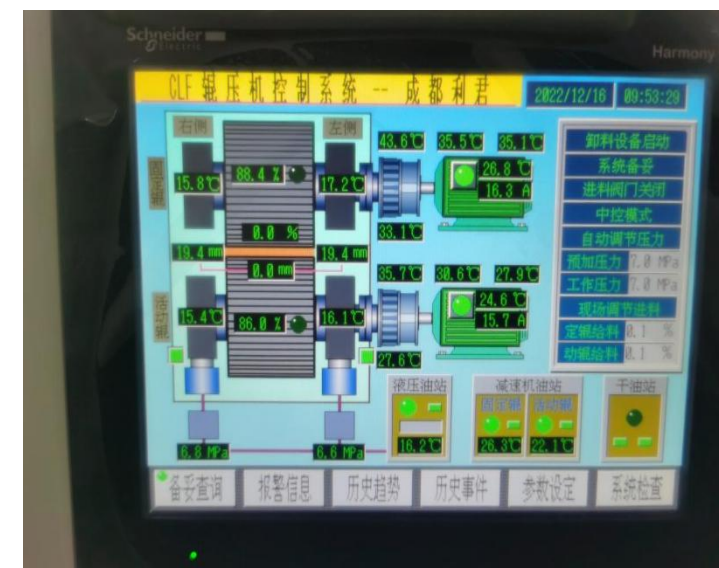 Schneider
Electric
Harmony
CLF 辊压机控制系统 -- 成都利君
2022/12/16 09:53:29
右侧 左侧
43.6℃ 35.5℃ 35.1℃
固定辊
15.8℃ 88.4 % 17.2℃
26.8 ℃
16.3 A
0.0 %
33.1℃
19.4 mm 19.4 mm
0.0 mm
35.7℃ 30.6℃ 27.9℃
活动辊
15.4℃ 86.0 % 16.1℃
24.6 ℃
15.7 A
27.6℃
卸料设备启动
系统备妥
进料阀门关闭
中控模式
自动调节压力
预加压力 7.0 MPa
工作压力 7.0 MPa
现场调节进料
定辊给料 0.1 %
动辊给料 0.1 %
液压油站 减速机油站 干油站
固定辊 活动辊
16.2℃ 26.3℃ 22.1℃
6.8 MPa 6.6 MPa
备妥查询 报警信息 历史趋势 历史事件 参数设定 系统检查